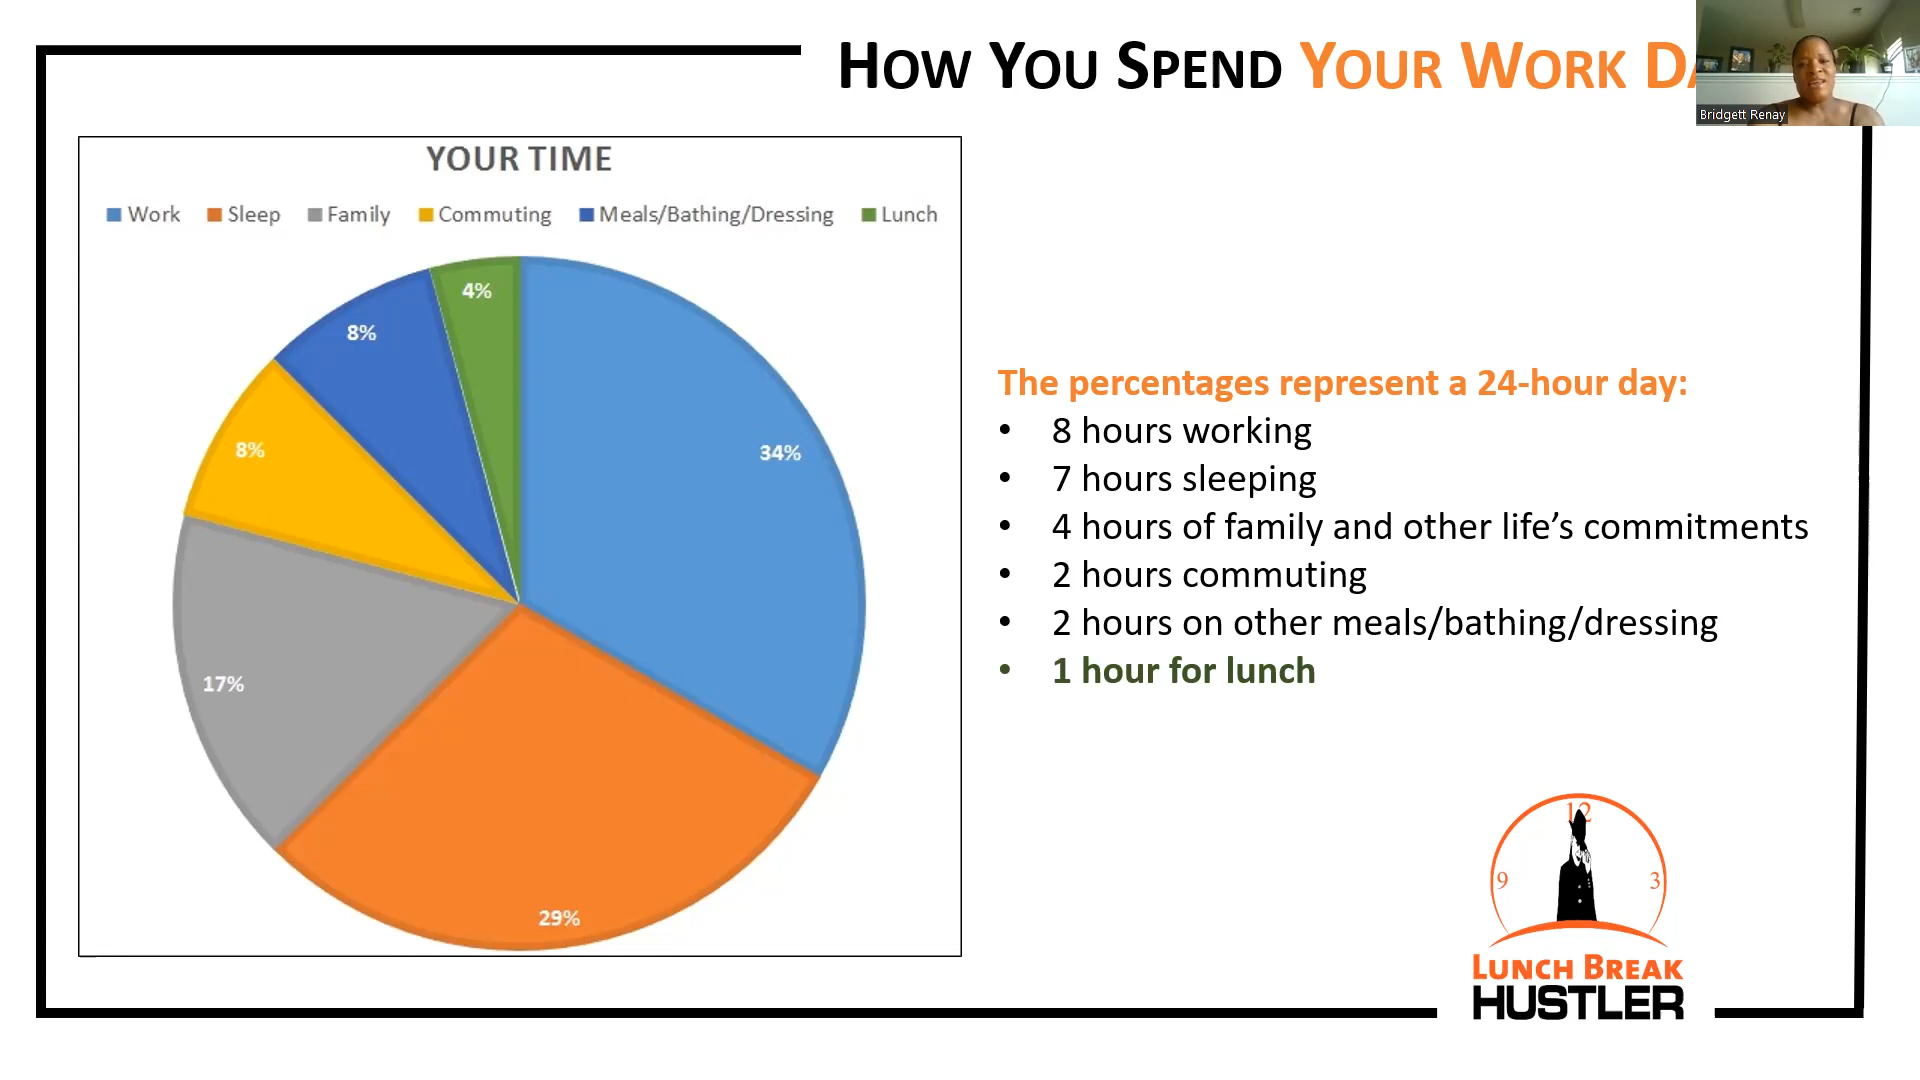 HOW YOU SPEND YOUR WORK
Bridgett Renay
YOUR TIME
Work Sleep Family Commuting Meals/Bathing/Dressing Lunch
4%
8%
8%
34%
17%
29%
The percentages represent a 24-hour day:
• 8 hours working
• 7 hours sleeping
• 4 hours of family and other life’s commitments
• 2 hours commuting
• 2 hours on other meals/bathing/dressing
• 1 hour for lunch
12
9 3
LUNCH BREAK
HUSTLER